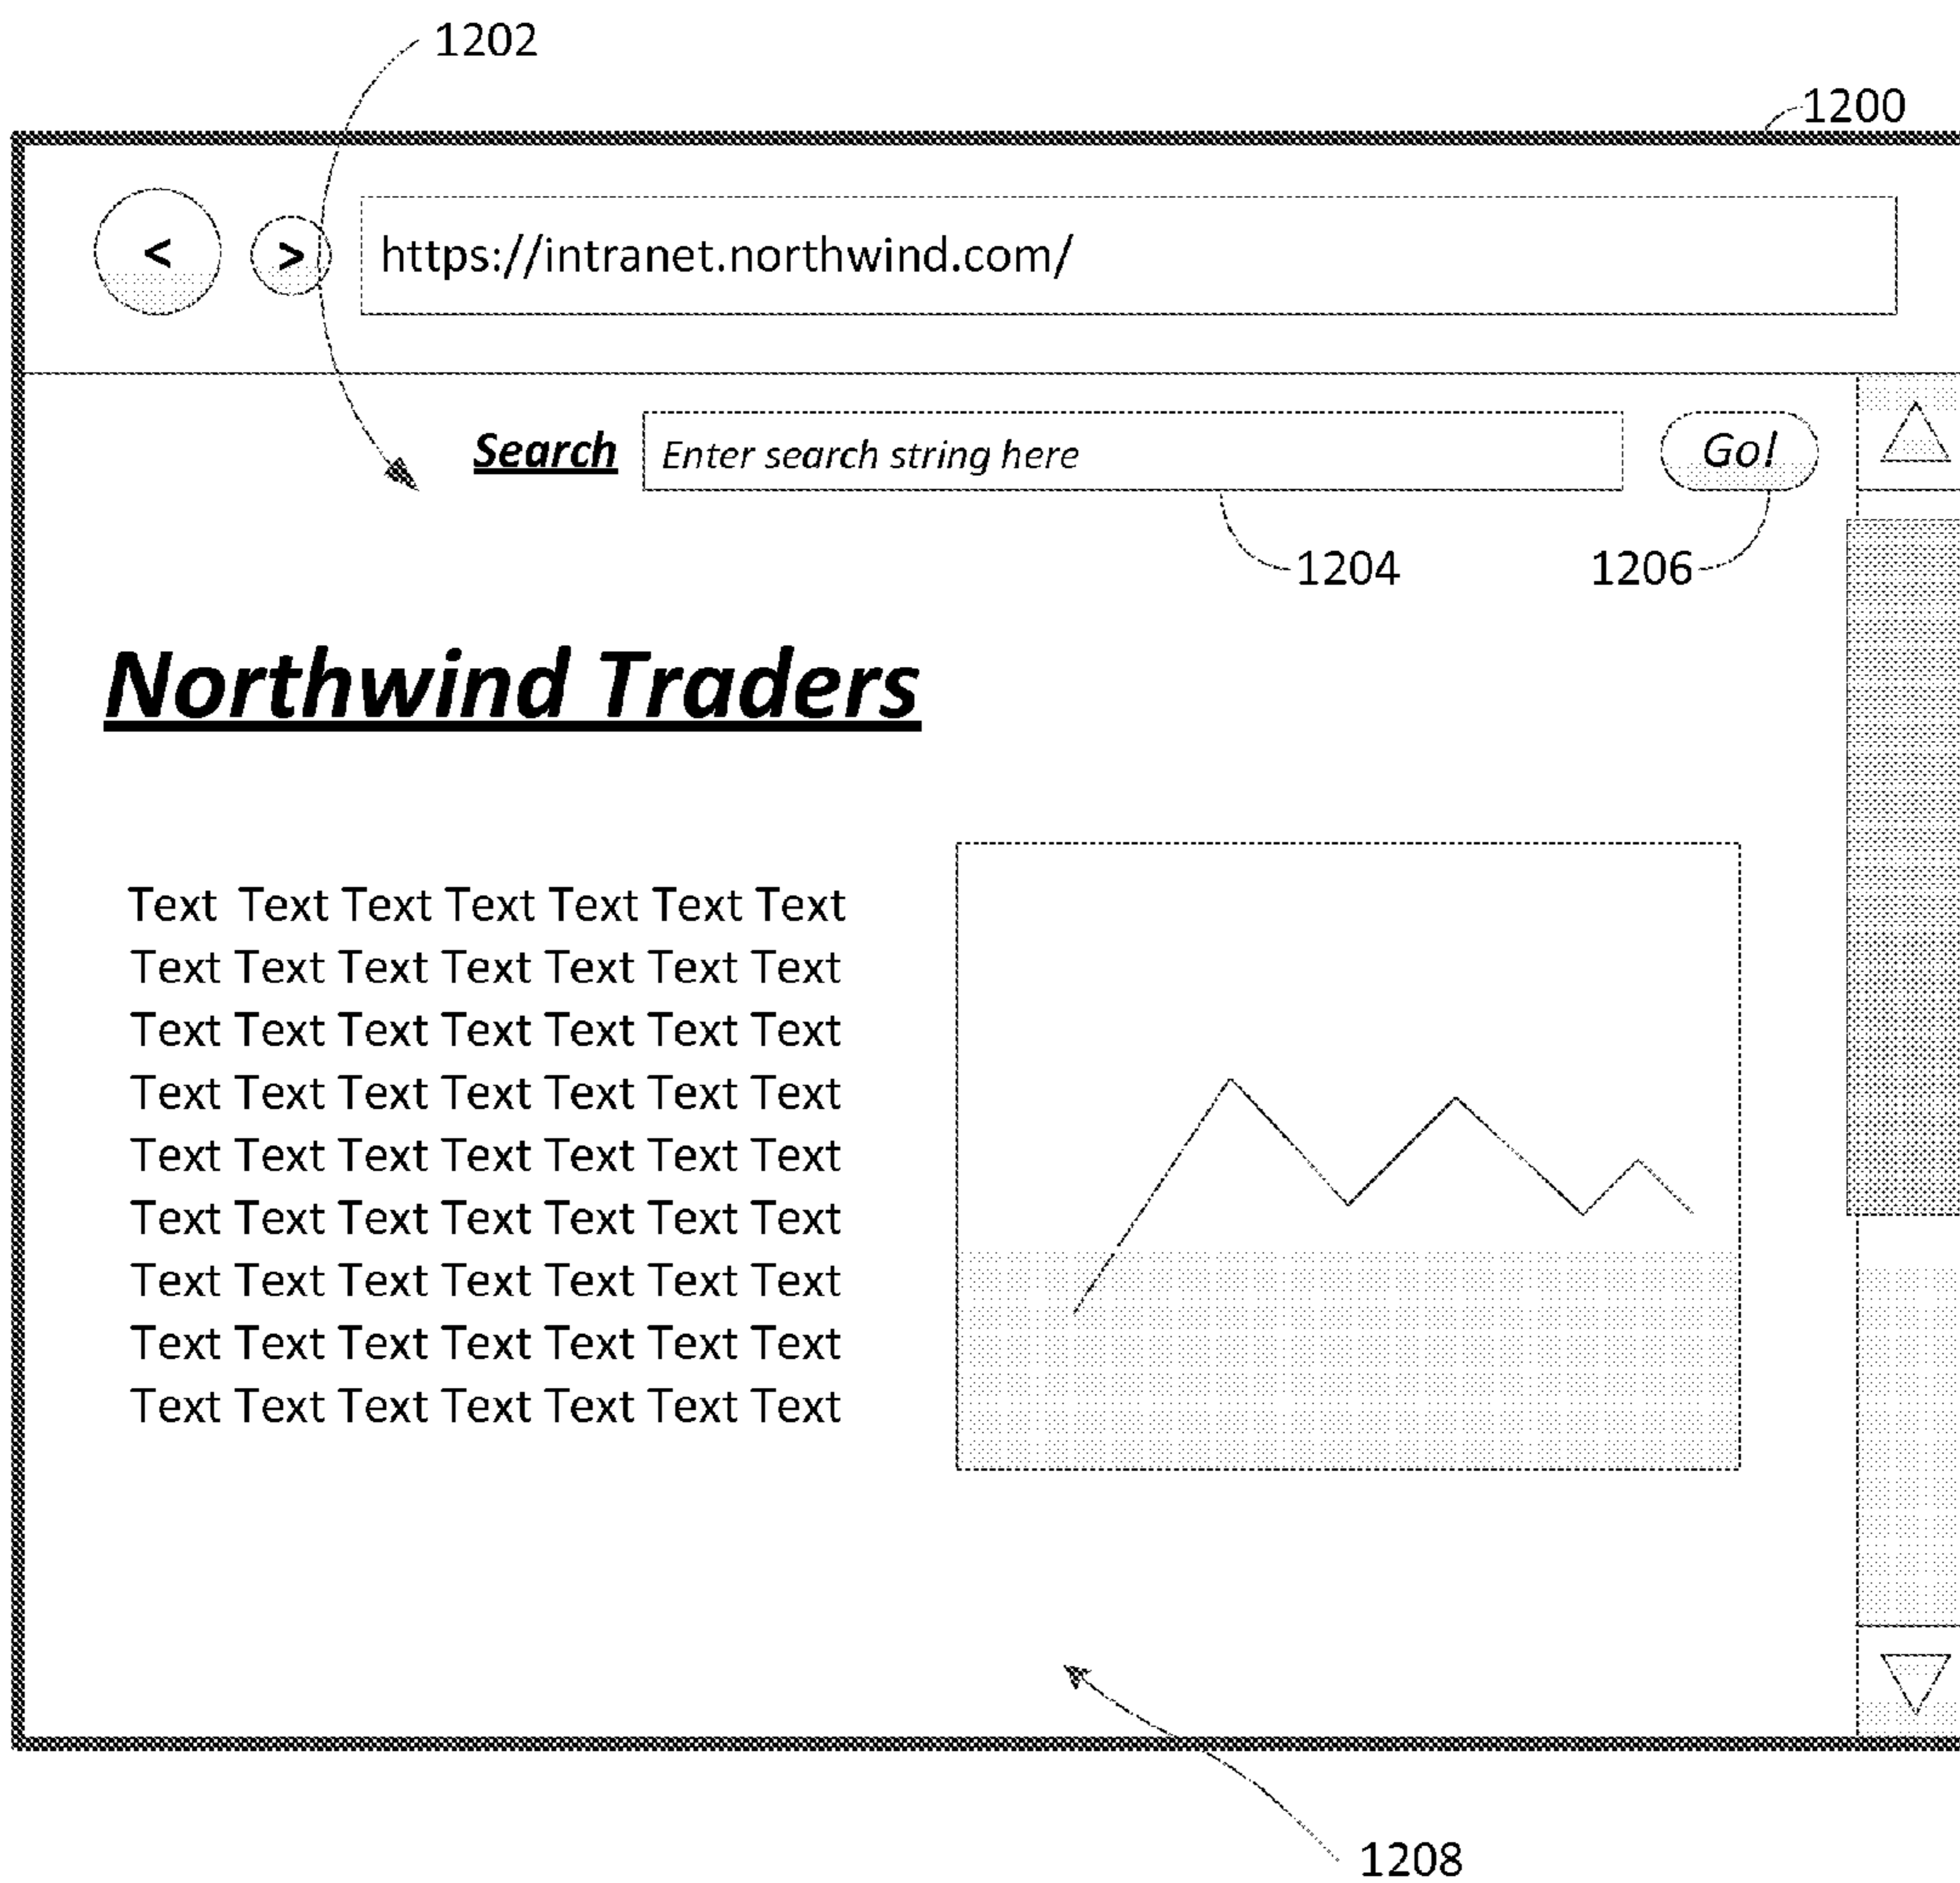 1202
1200
< > https://intranet.northwind.com/
Search Enter search string here Go!
1204 1206
Northwind Traders
Text Text Text Text Text Text Text
Text Text Text Text Text Text Text
Text Text Text Text Text Text Text
Text Text Text Text Text Text Text
Text Text Text Text Text Text Text
Text Text Text Text Text Text Text
Text Text Text Text Text Text Text
Text Text Text Text Text Text Text
Text Text Text Text Text Text Text
1208